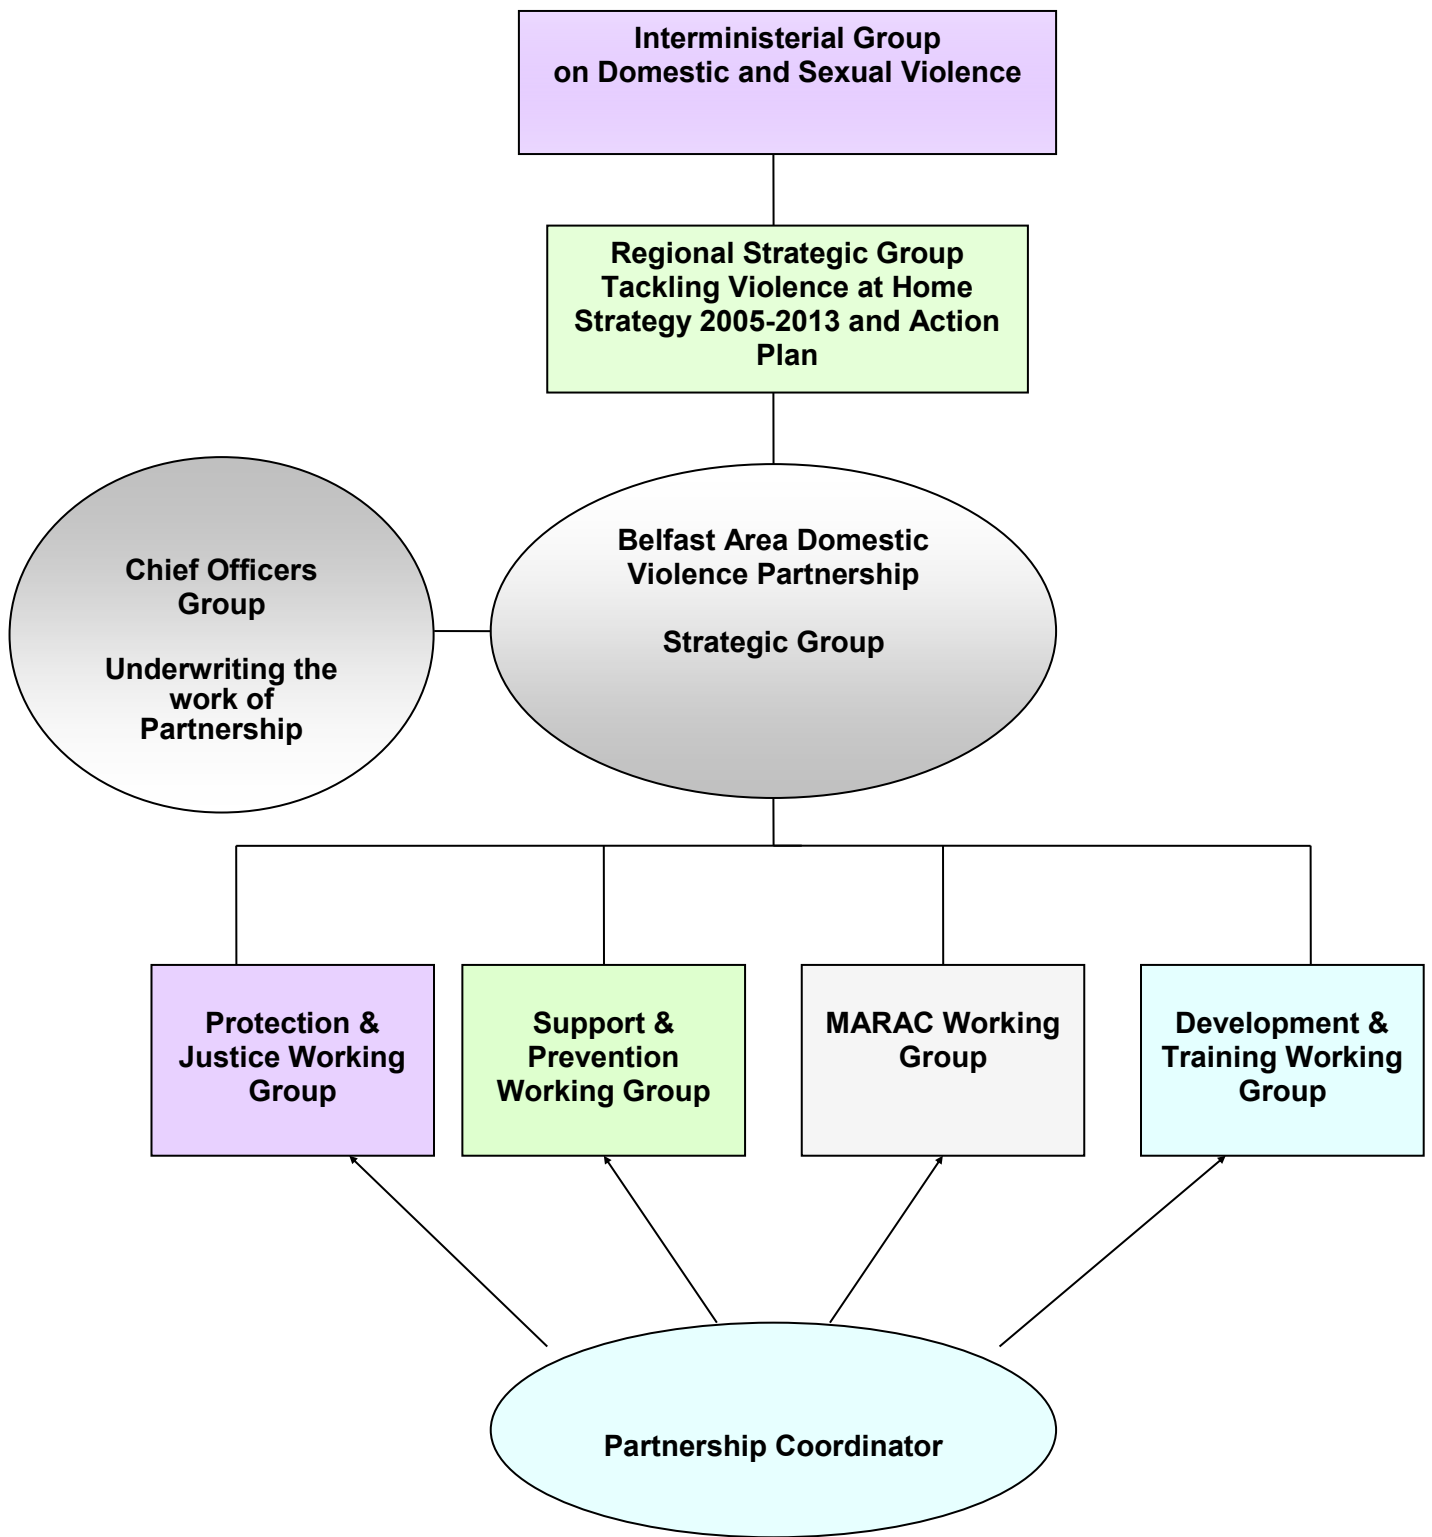 Interministerial Group
on Domestic and Sexual Violence
Regional Strategic Group
Tackling Violence at Home
Strategy 2005-2013 and Action
Plan
Chief Officers
Group
Underwriting the
work of
Partnership
Belfast Area Domestic
Violence Partnership
Strategic Group
Protection &
Justice Working
Group
Support &
Prevention
Working Group
MARAC Working
Group
Development &
Training Working
Group
Partnership Coordinator